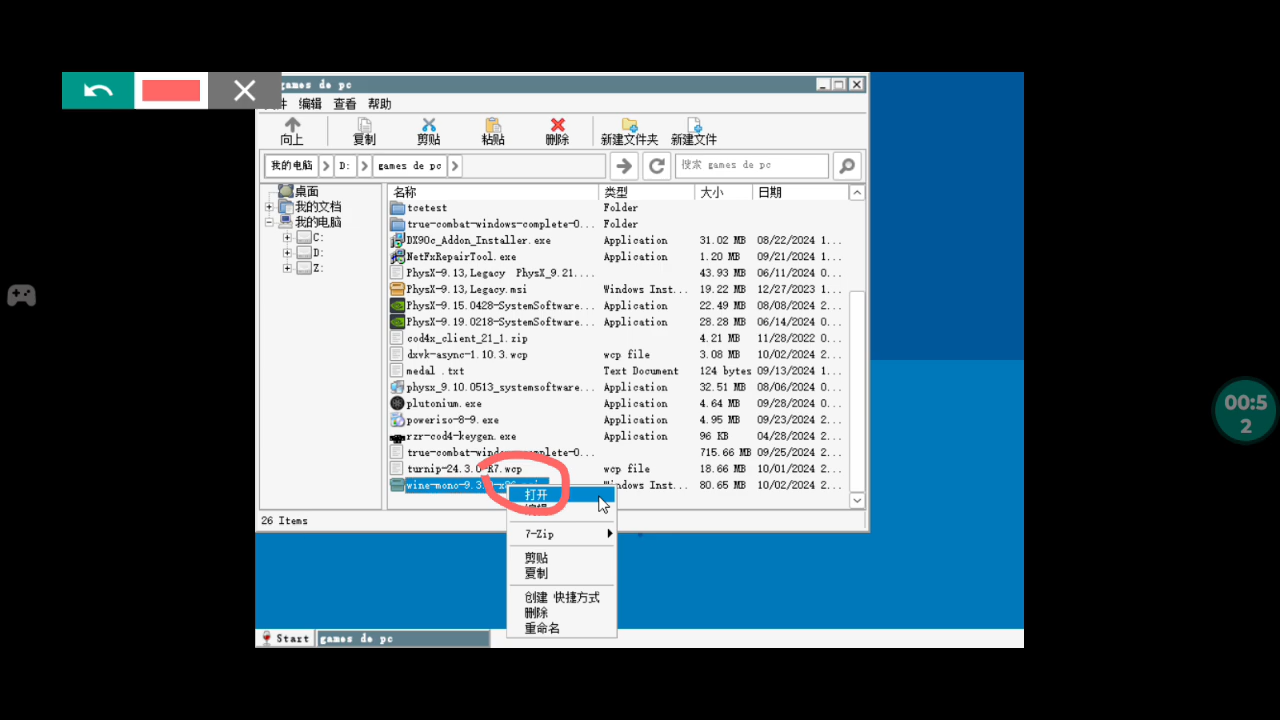 games de pc
编辑 查看 帮助
向上 复制 剪贴 粘贴 删除 新建文件夹 新建文件
我的电脑 D: games de pc 搜索 games de pc
桌面
我的文档
我的电脑
C:
D:
Z:
名称 类型 大小 日期
tcetest Folder
true-combat-windows-complete-0... Folder
DX90c_Addon_Installer.exe Application 31.02 MB 08/22/2024 1...
NetFxRepairTool.exe Application 1.20 MB 09/21/2024 1...
PhysX-9.13,Legacy PhysX_9.21.... 43.93 MB 06/11/2024 0...
PhysX-9.13,Legacy.msi Windows Inst... 19.22 MB 12/27/2023 1...
PhysX-9.15.0428-SystemSoftware... Application 22.49 MB 08/08/2024 2...
PhysX-9.19.0218-SystemSoftware... Application 28.28 MB 06/14/2024 0...
cod4x_client_21_1.zip 4.21 MB 11/28/2022 0...
dxvk-async-1.10.3.wcp wcp file 3.08 MB 10/02/2024 2...
medal .txt Text Document 124 bytes 09/13/2024 1...
physx_9.10.0513_systemsoftware... Application 32.51 MB 08/06/2024 0...
plutonium.exe Application 4.64 MB 09/28/2024 0...
poweriso-8-9.exe Application 4.95 MB 09/23/2024 2...
rzr-cod4-keygen.exe Application 96 KB 04/28/2024 2...
true-combat-windows-complete-0... 715.66 MB 09/25/2024 2...
turnip-24.3.0-R7.wcp wcp file 18.66 MB 10/01/2024 2...
Inst... 80.65 MB 10/02/2024 2...
打开
7-Zip
剪贴
复制
创建 快捷方式
删除
重命名
26 Items
Start games de pc
00:5
2